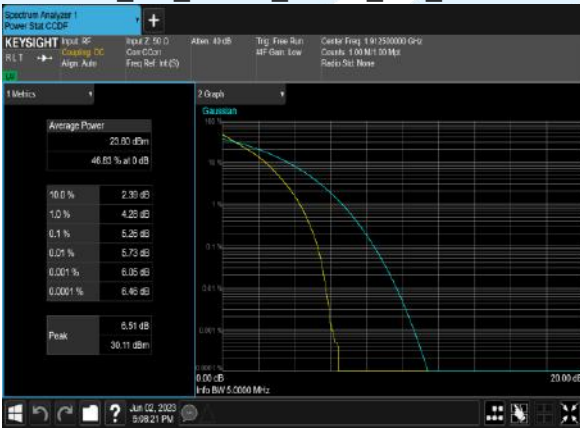 Spectrum Analyzer 1
Power Stat CCDF
+
KEYSIGHT Input: RF Input Z: 50 Ω Atten: 40 dB Trig: Free Run Center Freq: 1.912500000 GHz
RLT Coupling: DC Corr CCorr #IF Gain: Low Counts: 1.00 M/1.00 Mpt
Align: Auto Freq Ref: Int (S) Radio Std: None
LNI
1 Metrics
2 Graph
Gaussian
Average Power
23.60 dBm
46.83 % at 0 dB
10.0 % 2.39 dB
1.0 % 4.28 dB
0.1 % 5.26 dB
0.01 % 5.73 dB
0.001 % 6.05 dB
0.0001 % 6.46 dB
Peak 6.51 dB
30.11 dBm
100 %
10 %
1 %
0.1 %
0.01 %
0.001 %
0.0001 %
0.00 dB 20.00 dB
Info BW 5.0000 MHz
? Jun 02, 2023
5:08:21 PM